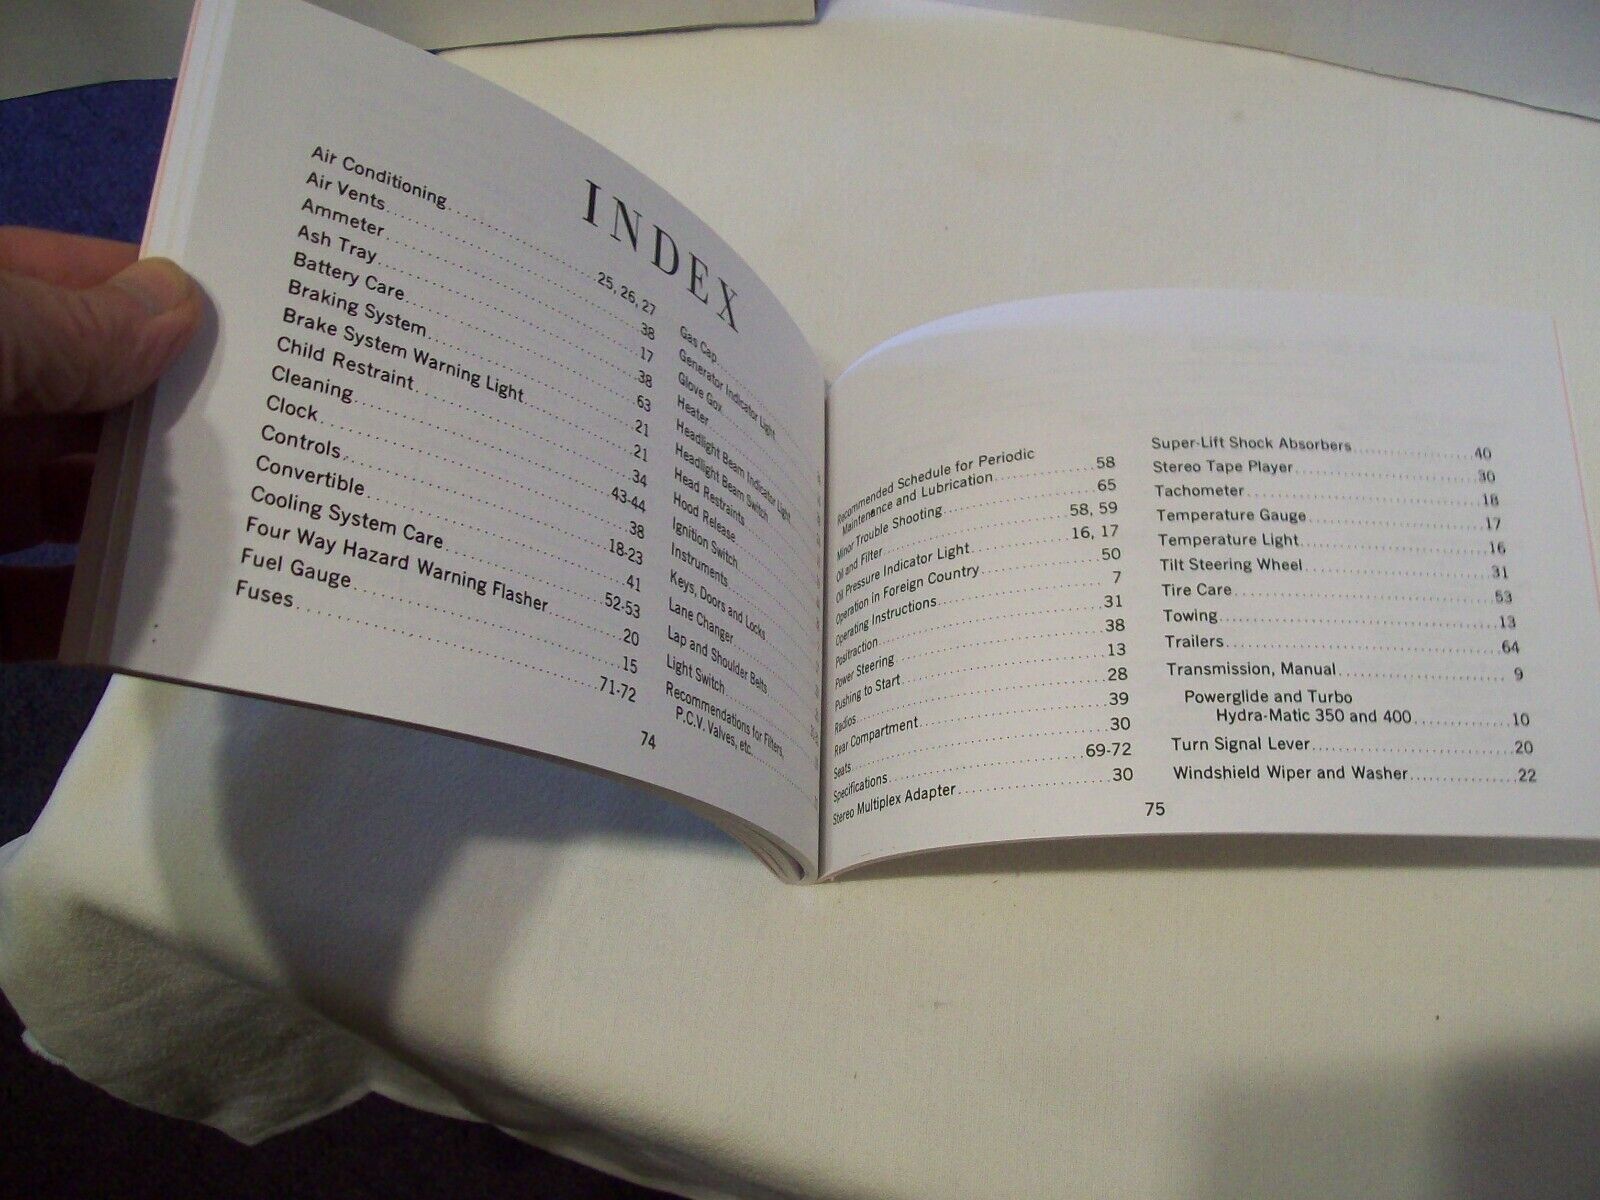 INDEX
Air Conditioning 25, 26, 27
Air Vents 38
Ammeter 17
Ash Tray 38
Battery Care 63
Braking System 21
Brake System Warning Light 21
Child Restraint 34
Cleaning 43-44
Clock 38
Controls 18-23
Convertible 41
Cooling System Care 52-53
Four Way Hazard Warning Flasher 20
Fuel Gauge 15
Fuses 71-72
Gas Cap
Generator Indicator Light
Glove Gox
Heater
Headlight Beam Indicator Light
Headlight Beam Switch
Head Restraints
Hood Release
Ignition Switch
Instruments
Keys, Doors and Locks
Lane Changer
Lap and Shoulder Belts
Light Switch
Recommendations for Filters,
P.C.V. Valves, etc.
74
Recommended Schedule for Periodic
Maintenance and Lubrication 58
Minor Trouble Shooting 65
Oil and Filter 58, 59
Oil Pressure Indicator Light 16, 17
Operation in Foreign Country 50
Operating Instructions 7
Positraction 31
Power Steering 38
Pushing to Start 13
Radios 28
Rear Compartment 39
Seats 30
Specifications 69-72
Stereo Multiplex Adapter 30
Super-Lift Shock Absorbers 40
Stereo Tape Player 30
Tachometer 18
Temperature Gauge 17
Temperature Light 16
Tilt Steering Wheel 31
Tire Care 53
Towing 13
Trailers 64
Transmission, Manual 9
Powerglide and Turbo
Hydra-Matic 350 and 400 10
Turn Signal Lever 20
Windshield Wiper and Washer 22
75